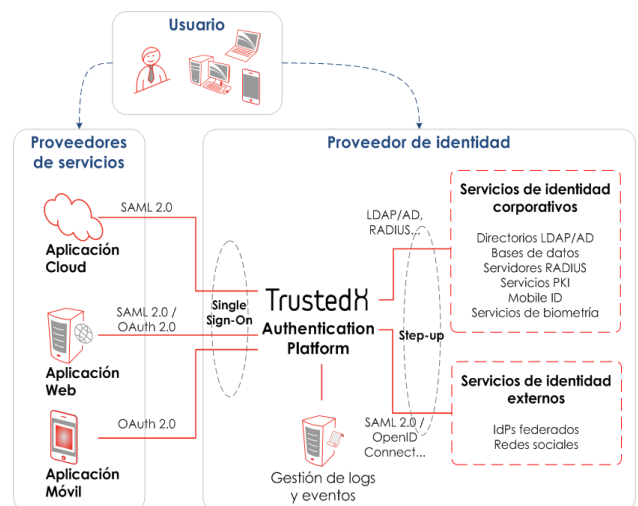 Usuario
Proveedores
de servicios
SAML 2.0
Aplicación
Cloud
SAML 2.0 /
OAuth 2.0
Aplicación
Web
OAuth 2.0
Aplicación
Móvil
Proveedor de identidad
Single
Sign-On
TrustedX
Authentication
Platform
Gestión de logs
y eventos
LDAP/AD,
RADIUS...
Step-up
SAML 2.0 /
OpenID
Connect...
Servicios de identidad
corporativos
Directorios LDAP/AD
Bases de datos
Servidores RADIUS
Servicios PKI
Mobile ID
Servicios de biometría
Servicios de identidad
externos
IdPs federados
Redes sociales